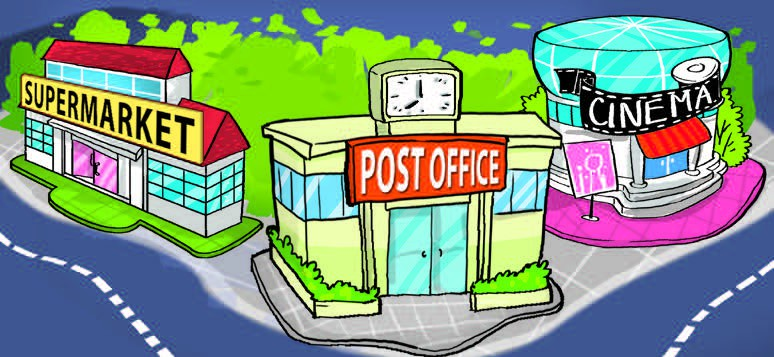 SUPERMARKET
POST OFFICE
CINEMA